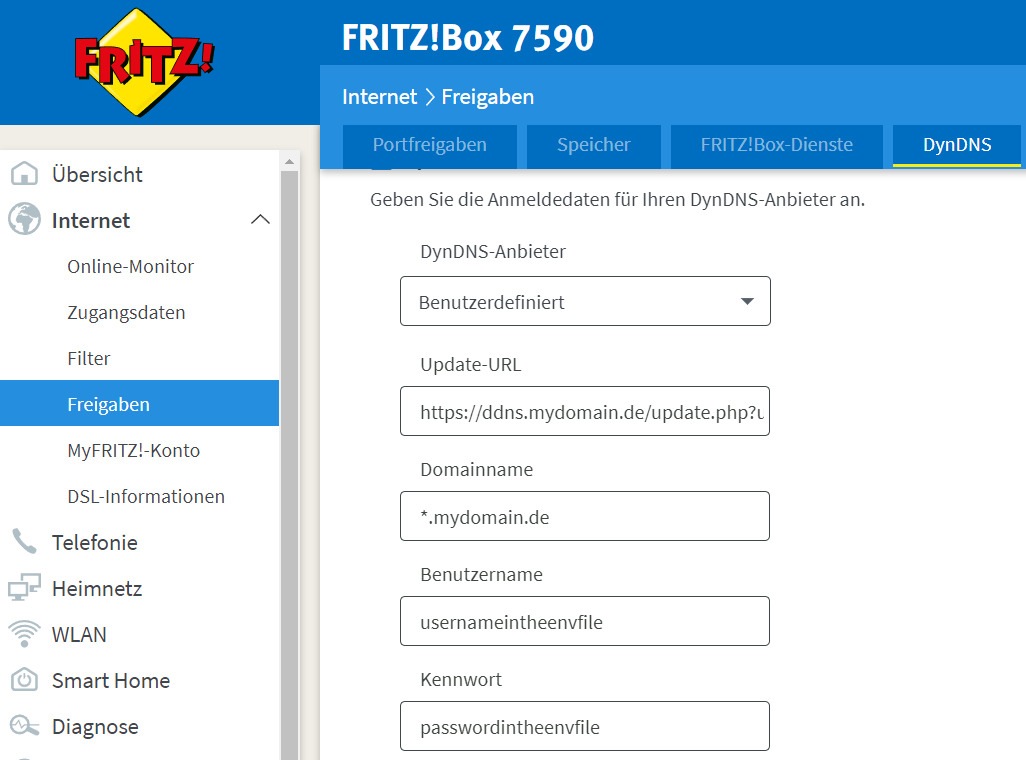 FRITZ!
FRITZ!Box 7590
Internet > Freigaben
Portfreigaben
Speicher
FRITZ!Box-Dienste
DynDNS
Übersicht
Internet
Online-Monitor
Zugangsdaten
Filter
Freigaben
MyFRITZ!-Konto
DSL-Informationen
Telefonie
Heimnetz
WLAN
Smart Home
Diagnose
Geben Sie die Anmeldedaten für Ihren DynDNS-Anbieter an.
DynDNS-Anbieter
Benutzerdefiniert
Update-URL
https://ddns.mydomain.de/update.php?u
Domainname
*.mydomain.de
Benutzername
usernameintheenvfile
Kennwort
passwordintheenvfile